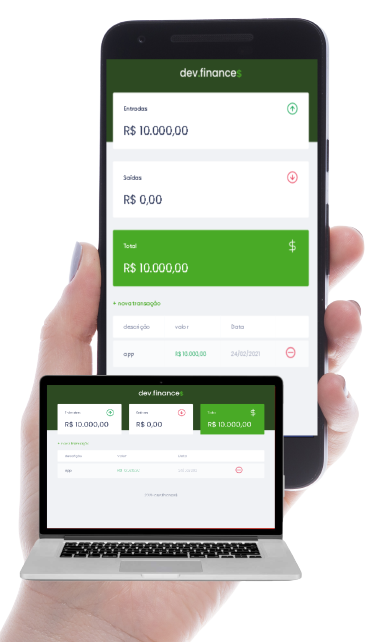 dev.finance$
Entradas
R$ 10.000,00
Saídas
R$ 0,00
Total
$
R$ 10.000,00
+ nova transação
descrição valor Data
app R$ 10.000,00 24/02/2021
dev.finance$
Entradas Saídas Total $
R$ 10.000,00 R$ 0,00 R$ 10.000,00
+ nova transação
descrição valor Data
app R$ 10.000,00